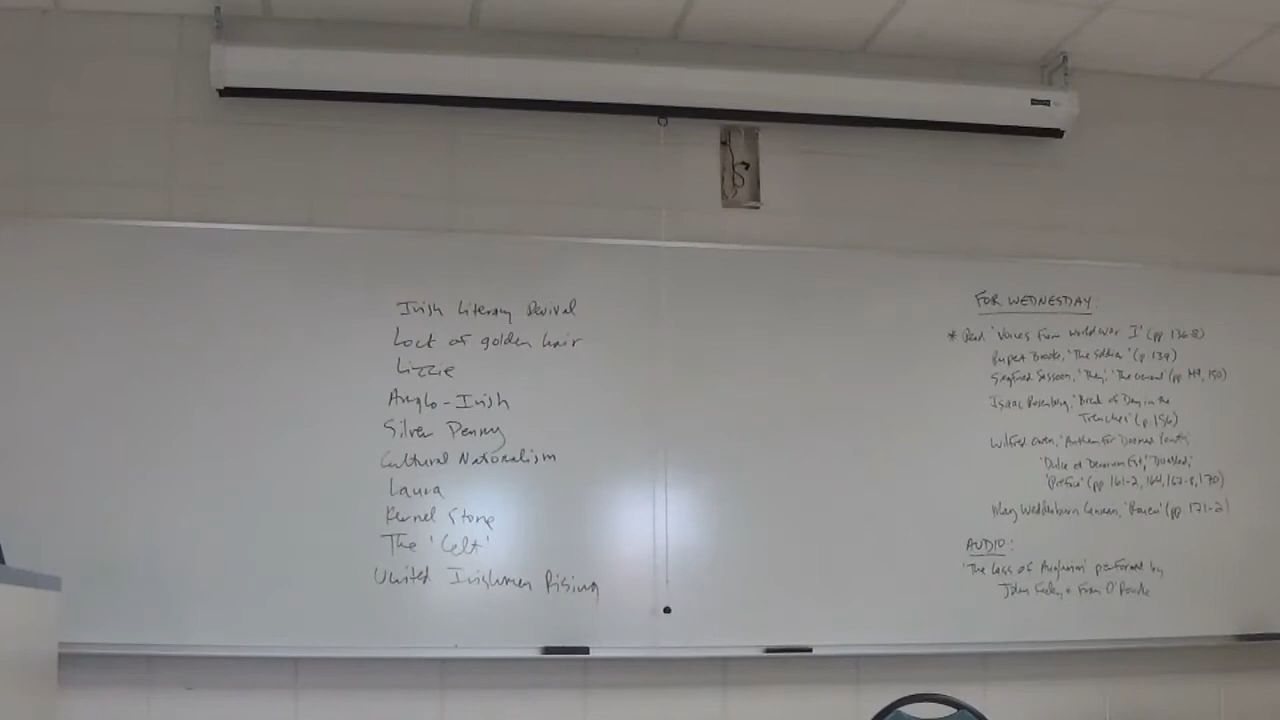 Irish Literary Revival
Lock of golden hair
Lizzie
Anglo-Irish
Silver Penny
Cultural Nationalism
Laura
Kernel Stone
The 'Celt'
United Irishmen Rising
FOR WEDNESDAY:
* Read 'Voices from World War I' (pp. 136-8)
Rupert Brooke, 'The Soldier' (p. 139)
Siegfried Sassoon, 'They,' 'The General' (pp. 149, 150)
Isaac Rosenberg, 'Break of Day in the
Trenches' (p. 156)
Wilfred Owen, 'Anthem for Doomed Youth'
'Dulce et Decorum Est,' 'Disabled,'
'Preface' (pp. 161-2, 164, 167-8, 170)
May Wedderburn Cannan, 'Rouen' (pp. 171-2)
AUDIO:
'The Lass of Aughrim' performed by
John Feeley + Fran O'Rourke